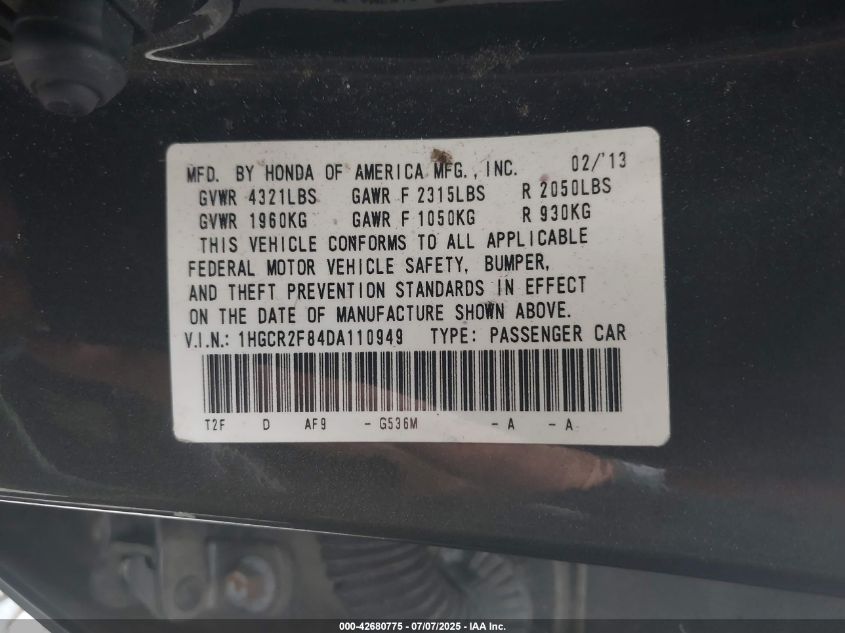 MFD. BY HONDA OF AMERICA MFG., INC. 02/'13
GVWR 4321LBS GAWR F 2315LBS R 2050LBS
GVWR 1960KG GAWR F 1050KG R 930KG
THIS VEHICLE CONFORMS TO ALL APPLICABLE
FEDERAL MOTOR VEHICLE SAFETY, BUMPER,
AND THEFT PREVENTION STANDARDS IN EFFECT
ON THE DATE OF MANUFACTURE SHOWN ABOVE.
V.I.N.: 1HGCR2F84DA110949 TYPE: PASSENGER CAR
T2F D AF9 - G536M - A - A
000-42680775 - 07/07/2025 - IAA Inc.